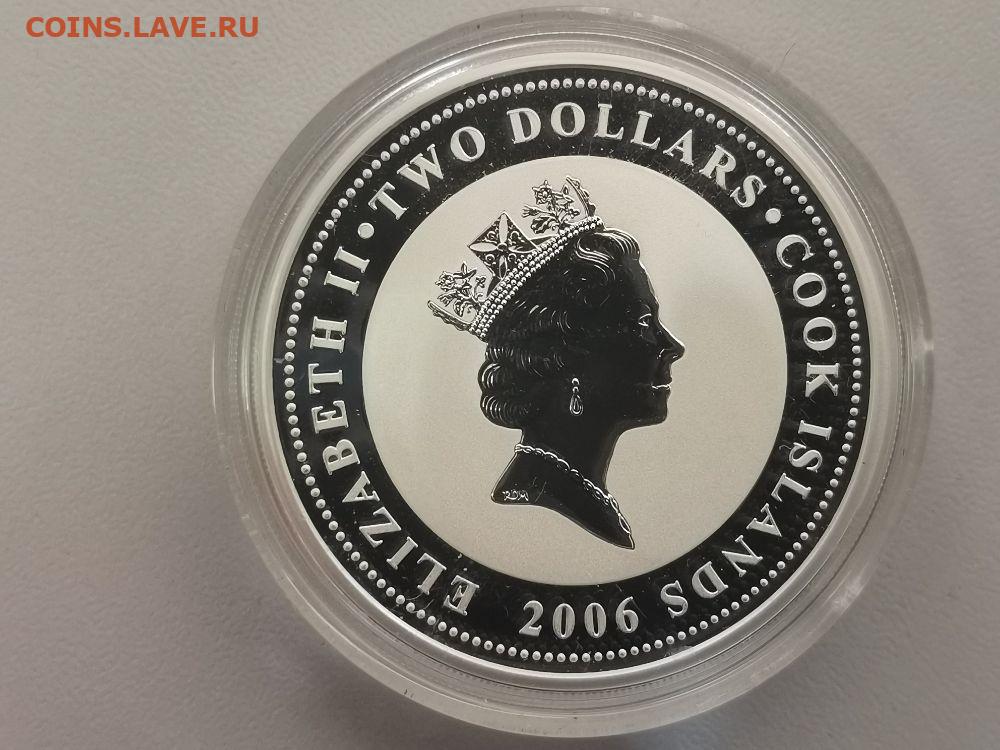 COINS.LAVE.RU
ELIZABETH II • TWO DOLLARS • COOK ISLANDS
2006
RDM